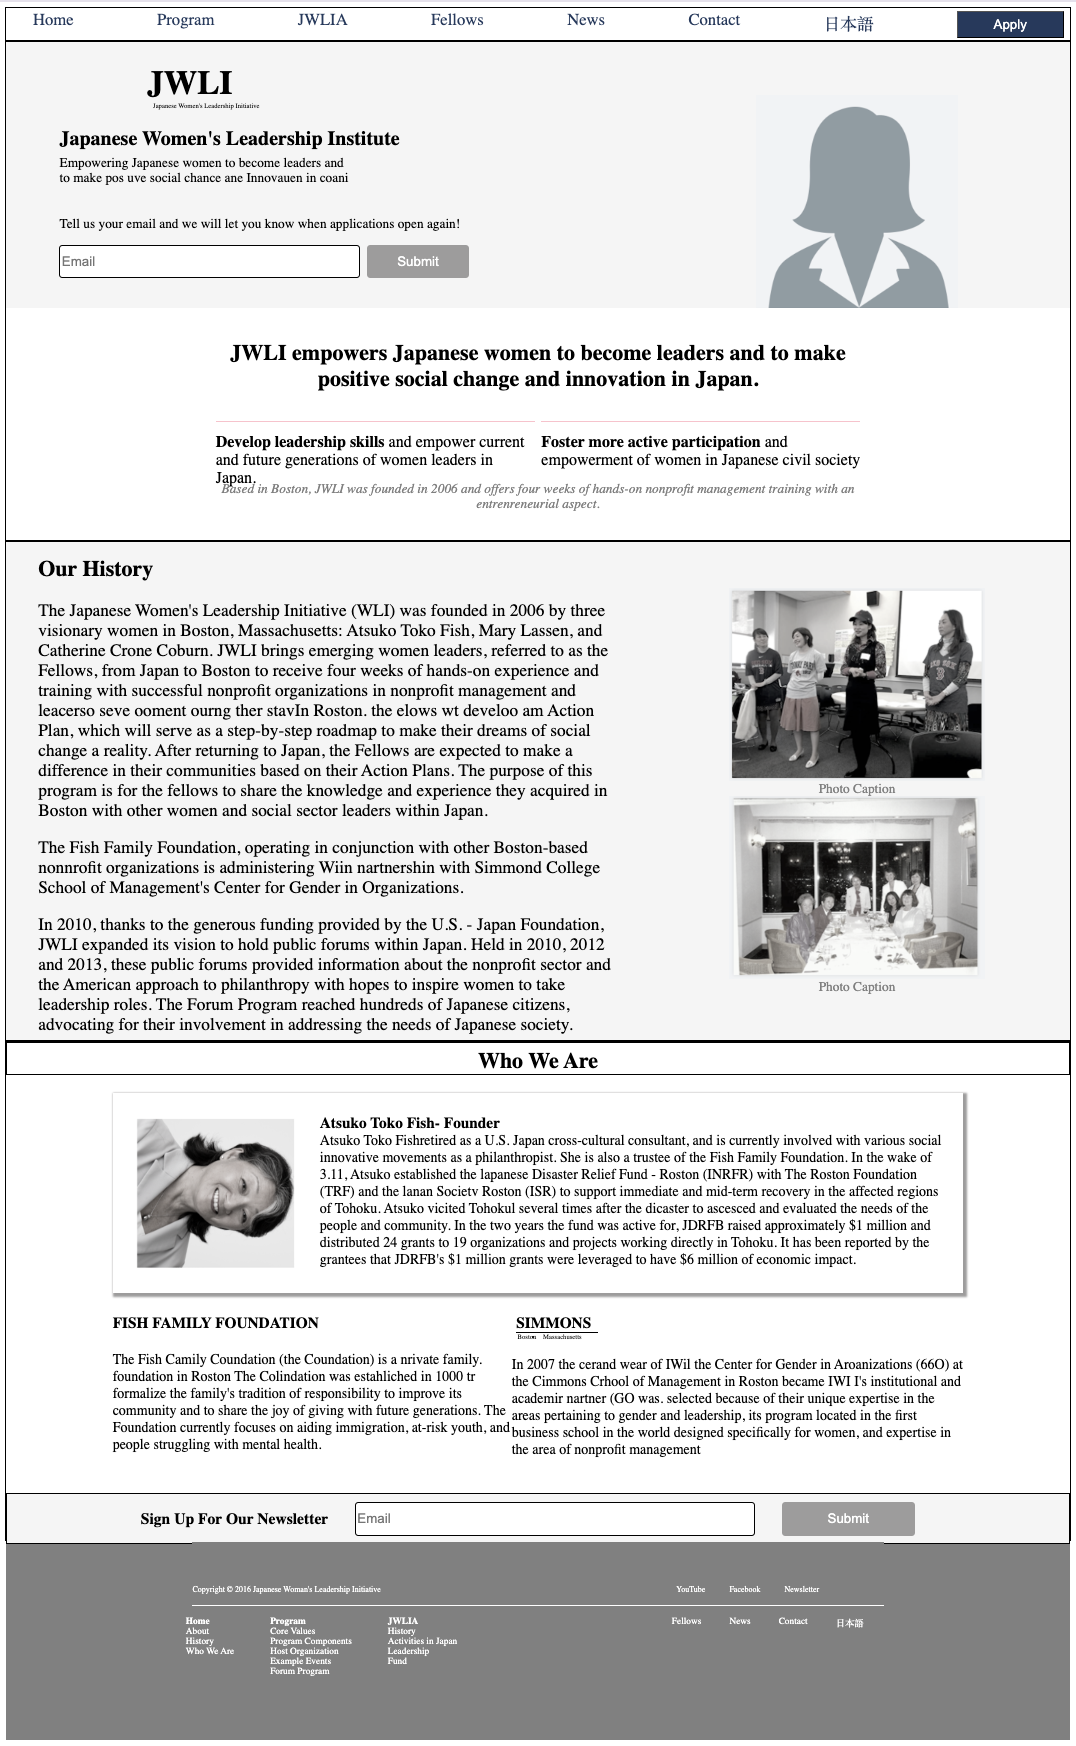 Home Program JWLIA Fellows News Contact 日本語 Apply
JWLI
Japanese Women's Leadership Initiative
Japanese Women's Leadership Institute
Empowering Japanese women to become leaders and
to make pos uve social chance ane Innovauen in coani
Tell us your email and we will let you know when applications open again!
Email Submit
JWLI empowers Japanese women to become leaders and to make
positive social change and innovation in Japan.
Develop leadership skills and empower current
and future generations of women leaders in
Japan.
Foster more active participation and
empowerment of women in Japanese civil society
Based in Boston, JWLI was founded in 2006 and offers four weeks of hands-on nonprofit management training with an
entrenreneurial aspect.
Our History
The Japanese Women's Leadership Initiative (WLI) was founded in 2006 by three
visionary women in Boston, Massachusetts: Atsuko Toko Fish, Mary Lassen, and
Catherine Crone Coburn. JWLI brings emerging women leaders, referred to as the
Fellows, from Japan to Boston to receive four weeks of hands-on experience and
training with successful nonprofit organizations in nonprofit management and
leacerso seve ooment ourng ther stavIn Roston. the elows wt develoo am Action
Plan, which will serve as a step-by-step roadmap to make their dreams of social
change a reality. After returning to Japan, the Fellows are expected to make a
difference in their communities based on their Action Plans. The purpose of this
program is for the fellows to share the knowledge and experience they acquired in
Boston with other women and social sector leaders within Japan.
The Fish Family Foundation, operating in conjunction with other Boston-based
nonnrofit organizations is administering Wiin nartnershin with Simmond College
School of Management's Center for Gender in Organizations.
In 2010, thanks to the generous funding provided by the U.S. - Japan Foundation,
JWLI expanded its vision to hold public forums within Japan. Held in 2010, 2012
and 2013, these public forums provided information about the nonprofit sector and
the American approach to philanthropy with hopes to inspire women to take
leadership roles. The Forum Program reached hundreds of Japanese citizens,
advocating for their involvement in addressing the needs of Japanese society.
Photo Caption
Photo Caption
Who We Are
Atsuko Toko Fish- Founder
Atsuko Toko Fishretired as a U.S. Japan cross-cultural consultant, and is currently involved with various social
innovative movements as a philanthropist. She is also a trustee of the Fish Family Foundation. In the wake of
3.11, Atsuko established the lapanese Disaster Relief Fund - Roston (INRFR) with The Roston Foundation
(TRF) and the lanan Societv Roston (ISR) to support immediate and mid-term recovery in the affected regions
of Tohoku. Atsuko vicited Tohokul several times after the dicaster to ascesced and evaluated the needs of the
people and community. In the two years the fund was active for, JDRFB raised approximately $1 million and
distributed 24 grants to 19 organizations and projects working directly in Tohoku. It has been reported by the
grantees that JDRFB's $1 million grants were leveraged to have $6 million of economic impact.
FISH FAMILY FOUNDATION
The Fish Camily Coundation (the Coundation) is a nrivate family.
foundation in Roston The Colindation was establiched in 1000 tr
formalize the family's tradition of responsibility to improve its
community and to share the joy of giving with future generations. The
Foundation currently focuses on aiding immigration, at-risk youth, and
people struggling with mental health.
SIMMONS
Boston Massachusetts
In 2007 the cerand wear of IWil the Center for Gender in Aroanizations (66O) at
the Cimmons Crhool of Management in Roston became IWI I's institutional and
academir nartner (GO was. selected because of their unique expertise in the
areas pertaining to gender and leadership, its program located in the first
business school in the world designed specifically for women, and expertise in
the area of nonprofit management
Sign Up For Our Newsletter Email Submit
Copyright © 2016 Japanese Woman's Leadership Initiative YouTube Facebook Newsletter
Home
About
History
Who We Are
Program
Core Values
Program Components
Host Organization
Example Events
Forum Program
JWLIA
History
Activities in Japan
Leadership
Fund
Fellows News Contact 日本語